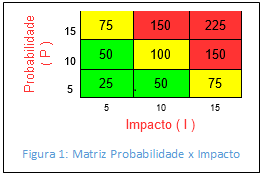 Probabilidade
( P )
15 75 150 225
10 50 100 150
5 25 50 75
5 10 15
Impacto ( I )
Figura 1: Matriz Probabilidade x Impacto